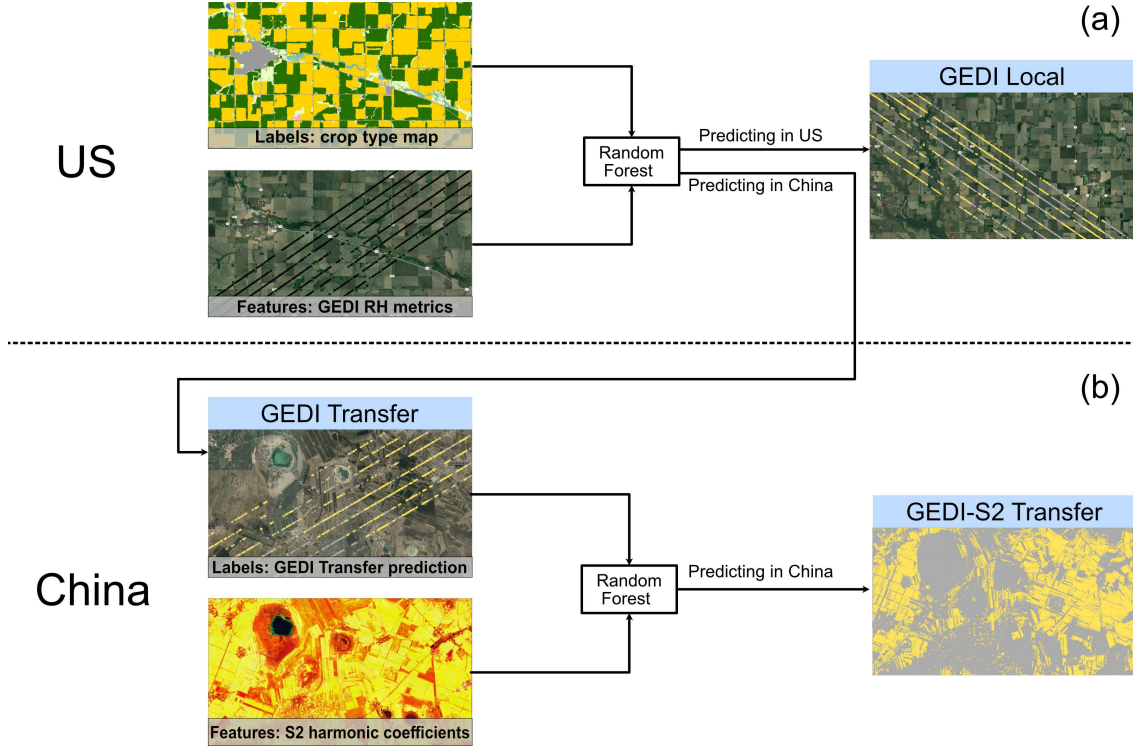 (a)
US
Labels: crop type map
Features: GEDI RH metrics
Random
Forest
Predicting in US
Predicting in China
GEDI Local
(b)
China
GEDI Transfer
Labels: GEDI Transfer prediction
Features: S2 harmonic coefficients
Random
Forest
Predicting in China
GEDI-S2 Transfer